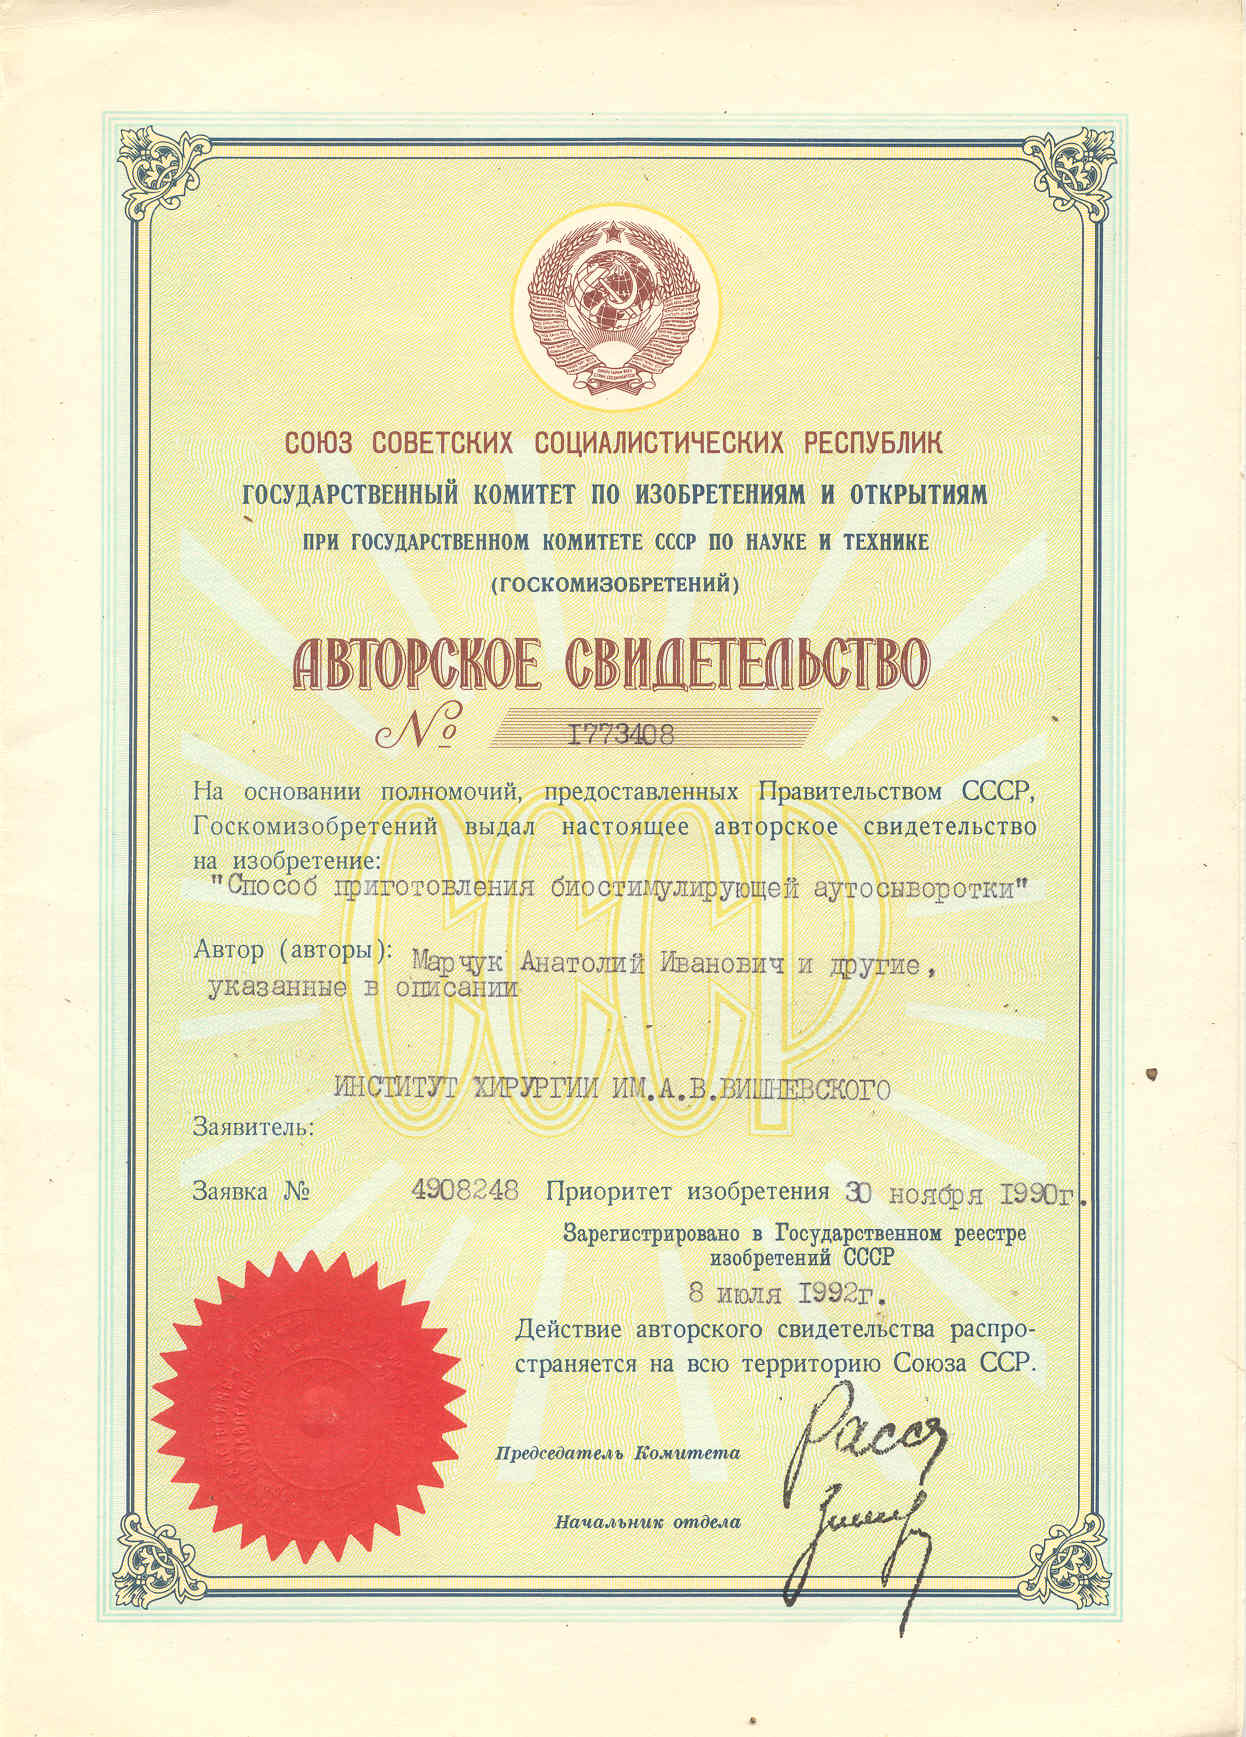 СОЮЗ СОВЕТСКИХ СОЦИАЛИСТИЧЕСКИХ РЕСПУБЛИК
ГОСУДАРСТВЕННЫЙ КОМИТЕТ ПО ИЗОБРЕТЕНИЯМ И ОТКРЫТИЯМ
ПРИ ГОСУДАРСТВЕННОМ КОМИТЕТЕ СССР ПО НАУКЕ И ТЕХНИКЕ
(ГОСКОМИЗОБРЕТЕНИЙ)
АВТОРСКОЕ СВИДЕТЕЛЬСТВО
№ I773408
На основании полномочий, предоставленных Правительством СССР,
Госкомизобретений выдал настоящее авторское свидетельство
на изобретение:
"Способ приготовления биостимулирующей аутосыворотки"
Автор (авторы): Марчук Анатолий Иванович и другие,
указанные в описании
СССР
ИНСТИТУТ ХИРУРГИИ ИМ.А.В.ВИШНЕВСКОГО
Заявитель:
Заявка № 4908248 Приоритет изобретения 30 ноября I990г.
Зарегистрировано в Государственном реестре
изобретений СССР
8 июля I992г.
Действие авторского свидетельства распро-
страняется на всю территорию Союза ССР.
Председатель Комитета
Начальник отдела